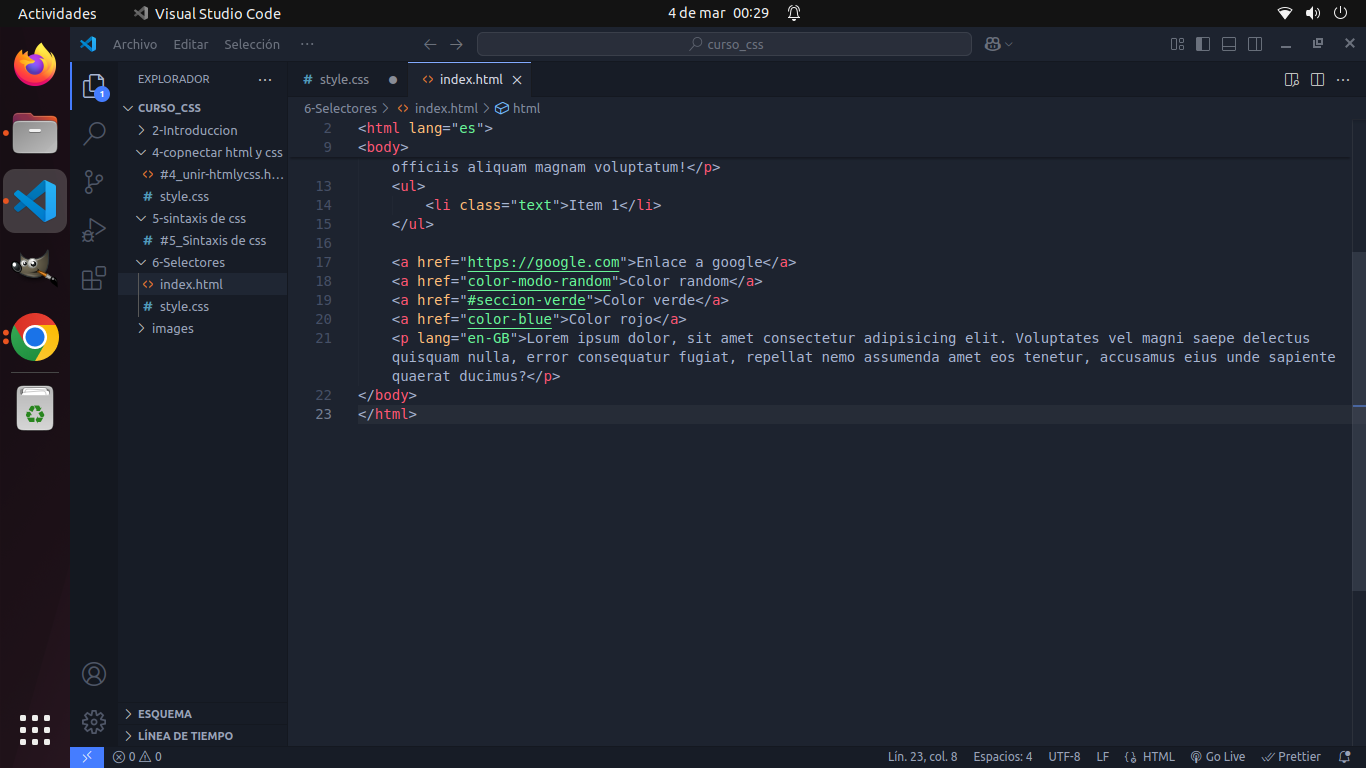 Actividades
Visual Studio Code
4 de mar 00:29
Archivo Editar Selección ···
curso_css
EXPLORADOR ···
style.css
index.html
1
CURSO_CSS
2-Introduccion
4-copnectar html y css
#4_unir-htmlycss.h...
style.css
5-sintaxis de css
#5_Sintaxis de css
6-Selectores
index.html
style.css
images
ESQUEMA
LÍNEA DE TIEMPO
6-Selectores > index.html > html
2 <html lang="es">
9 <body>
officiis aliquam magnam voluptatum!</p>
13 <ul>
14 <li class="text">Item 1</li>
15 </ul>
16
17 <a href="https://google.com">Enlace a google</a>
18 <a href="color-modo-random">Color random</a>
19 <a href="#seccion-verde">Color verde</a>
20 <a href="color-blue">Color rojo</a>
21 <p lang="en-GB">Lorem ipsum dolor, sit amet consectetur adipisicing elit. Voluptates vel magni saepe delectus
quisquam nulla, error consequatur fugiat, repellat nemo assumenda amet eos tenetur, accusamus eius unde sapiente
quaerat ducimus?</p>
22 </body>
23 </html>
0 0
Lín. 23, col. 8 Espacios: 4 UTF-8 LF HTML Go Live Prettier